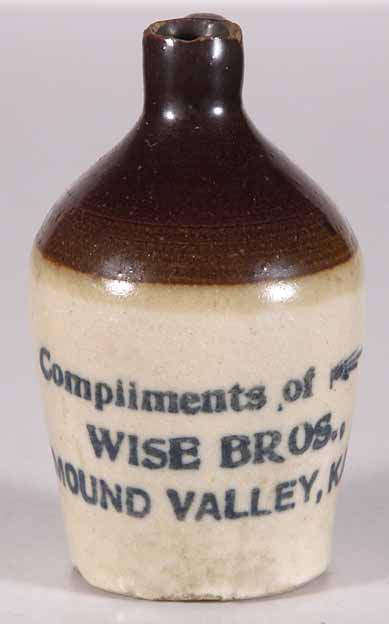 Compliments of
WISE BROS.,
MOUND VALLEY, K